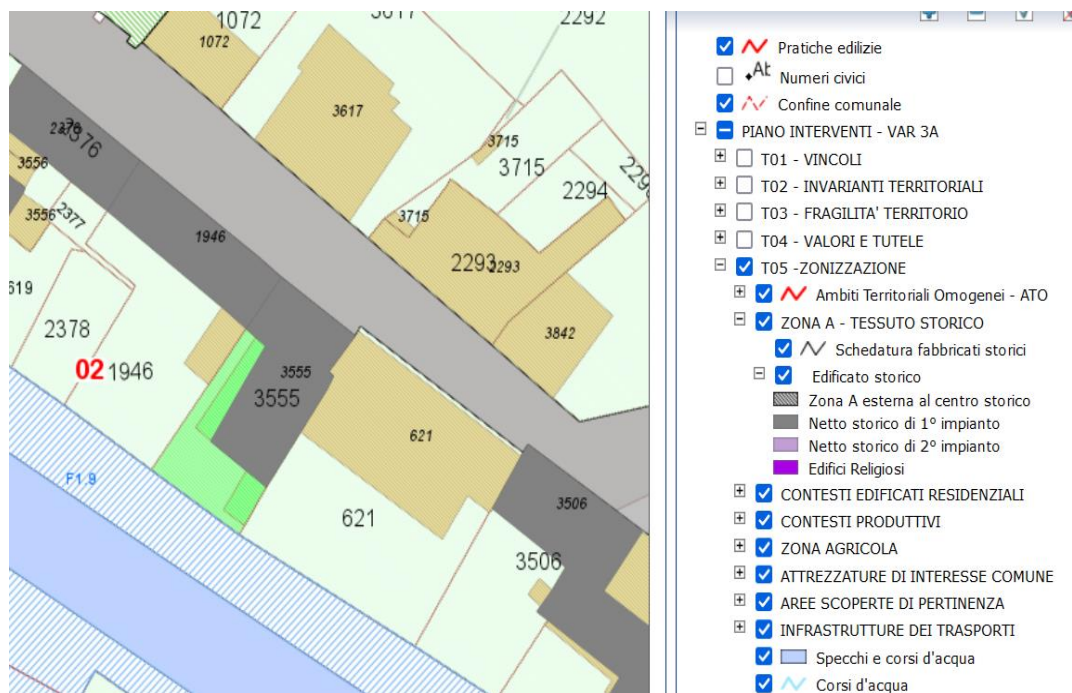 1072
3617
2292
1072
3617
2376
2376
3556
3715
3715
2294
3556
2377
3715
1946
2293
2293
619
2378
3842
02
1946
3555
3555
621
F1.9
3506
621
3506
Pratiche edilizie
Ab
Numeri civici
Confine comunale
PIANO INTERVENTI - VAR 3A
T01 - VINCOLI
T02 - INVARIANTI TERRITORIALI
T03 - FRAGILITA' TERRITORIO
T04 - VALORI E TUTELE
T05 -ZONIZZAZIONE
Ambiti Territoriali Omogenei - ATO
ZONA A - TESSUTO STORICO
Schedatura fabbricati storici
Edificato storico
Zona A esterna al centro storico
Netto storico di 1º impianto
Netto storico di 2º impianto
Edifici Religiosi
CONTESTI EDIFICATI RESIDENZIALI
CONTESTI PRODUTTIVI
ZONA AGRICOLA
ATTREZZATURE DI INTERESSE COMUNE
AREE SCOPERTE DI PERTINENZA
INFRASTRUTTURE DEI TRASPORTI
Specchi e corsi d'acqua
Corsi d'acqua